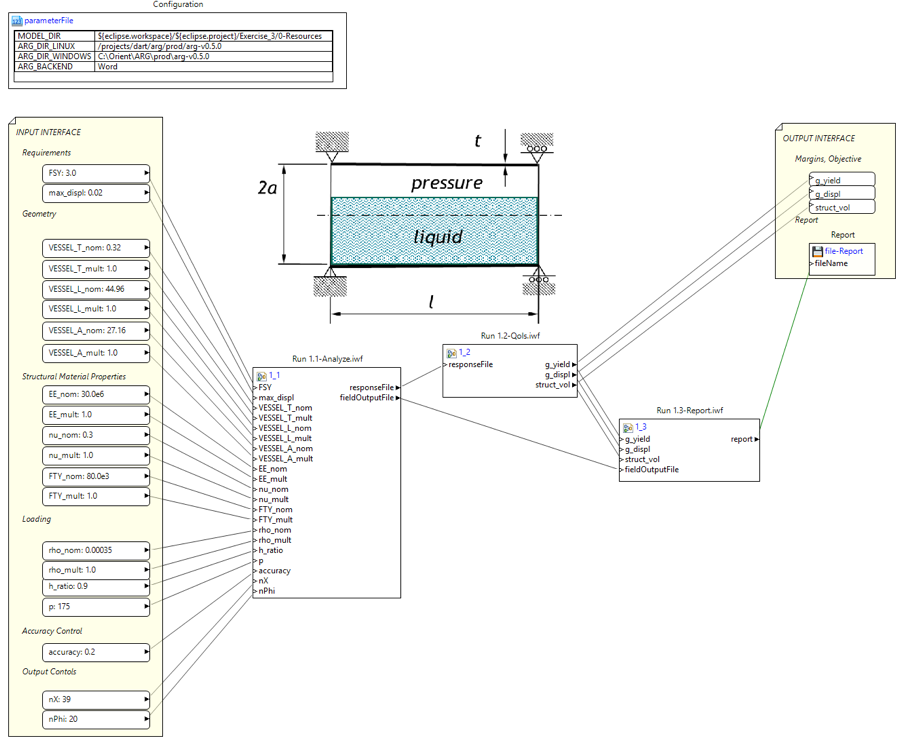 Configuration
parameterFile
MODEL_DIR ${eclipse.workspace}/${eclipse.project}/Exercise_3/0-Resources
ARG_DIR_LINUX /projects/dart/arg/prod/arg-v0.5.0
ARG_DIR_WINDOWS C:\Orient\ARG\prod\arg-v0.5.0
ARG_BACKEND Word
INPUT INTERFACE
Requirements
FSY: 3.0
max_displ: 0.02
Geometry
VESSEL_T_nom: 0.32
VESSEL_T_mult: 1.0
VESSEL_L_nom: 44.96
VESSEL_L_mult: 1.0
VESSEL_A_nom: 27.16
VESSEL_A_mult: 1.0
Structural Material Properties
EE_nom: 30.0e6
EE_mult: 1.0
nu_nom: 0.3
nu_mult: 1.0
FTY_nom: 80.0e3
FTY_mult: 1.0
Loading
rho_nom: 0.00035
rho_mult: 1.0
h_ratio: 0.9
p: 175
Accuracy Control
accuracy: 0.2
Output Contols
nX: 39
nPhi: 20
t
2a
pressure
liquid
l
Run 1.1-Analyze.iwf
1_1
FSY
max_displ
VESSEL_T_nom
VESSEL_T_mult
VESSEL_L_nom
VESSEL_L_mult
VESSEL_A_nom
VESSEL_A_mult
EE_nom
EE_mult
nu_nom
nu_mult
FTY_nom
FTY_mult
rho_nom
rho_mult
h_ratio
p
accuracy
nX
nPhi
responseFile
fieldOutputFile
Run 1.2-QoIs.iwf
1_2
responseFile
g_yield
g_displ
struct_vol
Run 1.3-Report.iwf
1_3
g_yield
g_displ
struct_vol
fieldOutputFile
report
OUTPUT INTERFACE
Margins, Objective
g_yield
g_displ
struct_vol
Report
Report
file-Report
fileName